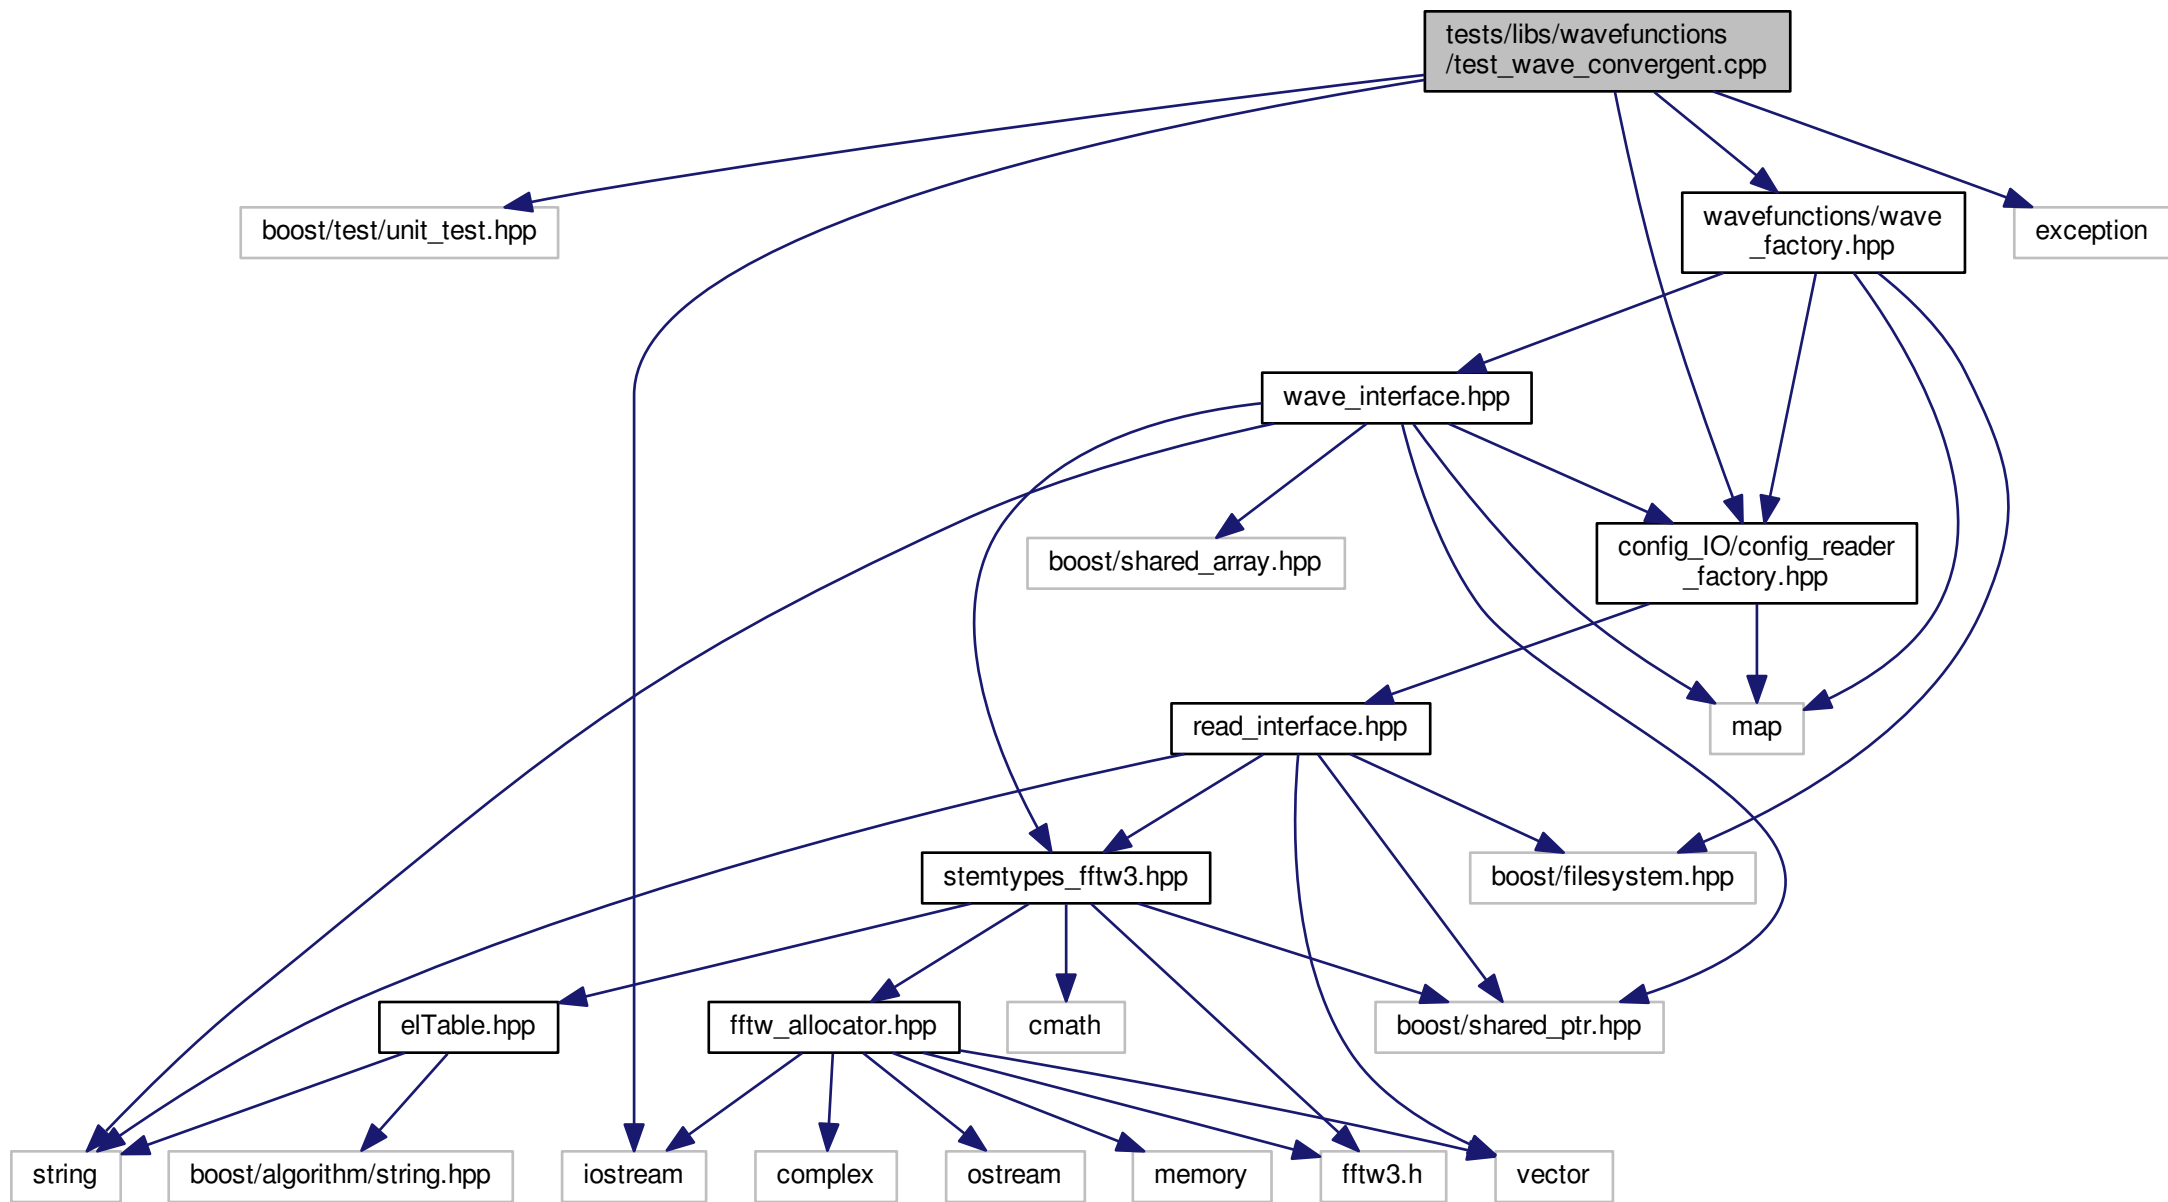 tests/libs/wavefunctions
/test_wave_convergent.cpp
boost/test/unit_test.hpp
wavefunctions/wave
_factory.hpp
exception
wave_interface.hpp
boost/shared_array.hpp
config_IO/config_reader
_factory.hpp
read_interface.hpp
map
stemtypes_fftw3.hpp
boost/filesystem.hpp
elTable.hpp
fftw_allocator.hpp
cmath
boost/shared_ptr.hpp
string
boost/algorithm/string.hpp
iostream
complex
ostream
memory
fftw3.h
vector